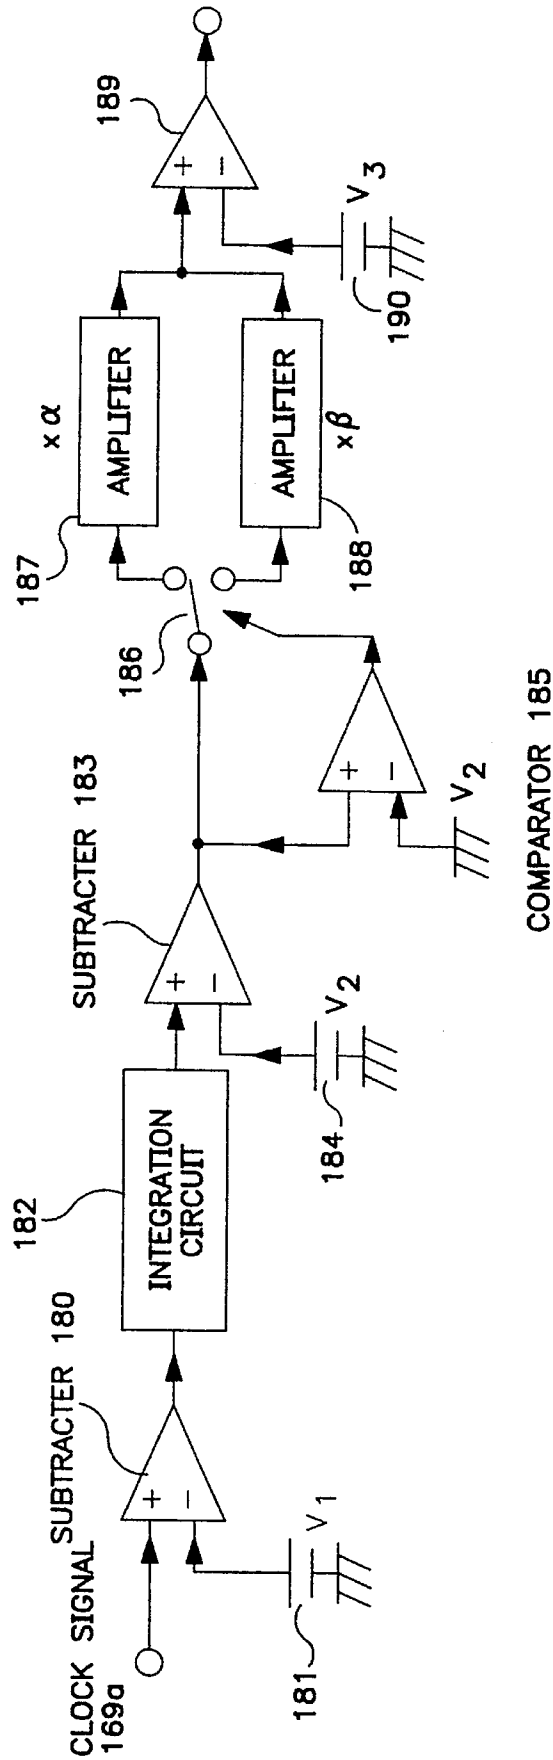 CLOCK SIGNAL
169a
SUBTRACTER 180
+
−
181
V1
182
INTEGRATION
CIRCUIT
SUBTRACTER 183
+
−
184
V2
+
−
V2
COMPARATOR 185
186
187
AMPLIFIER
×α
188
AMPLIFIER
×β
189
+
−
190
V3